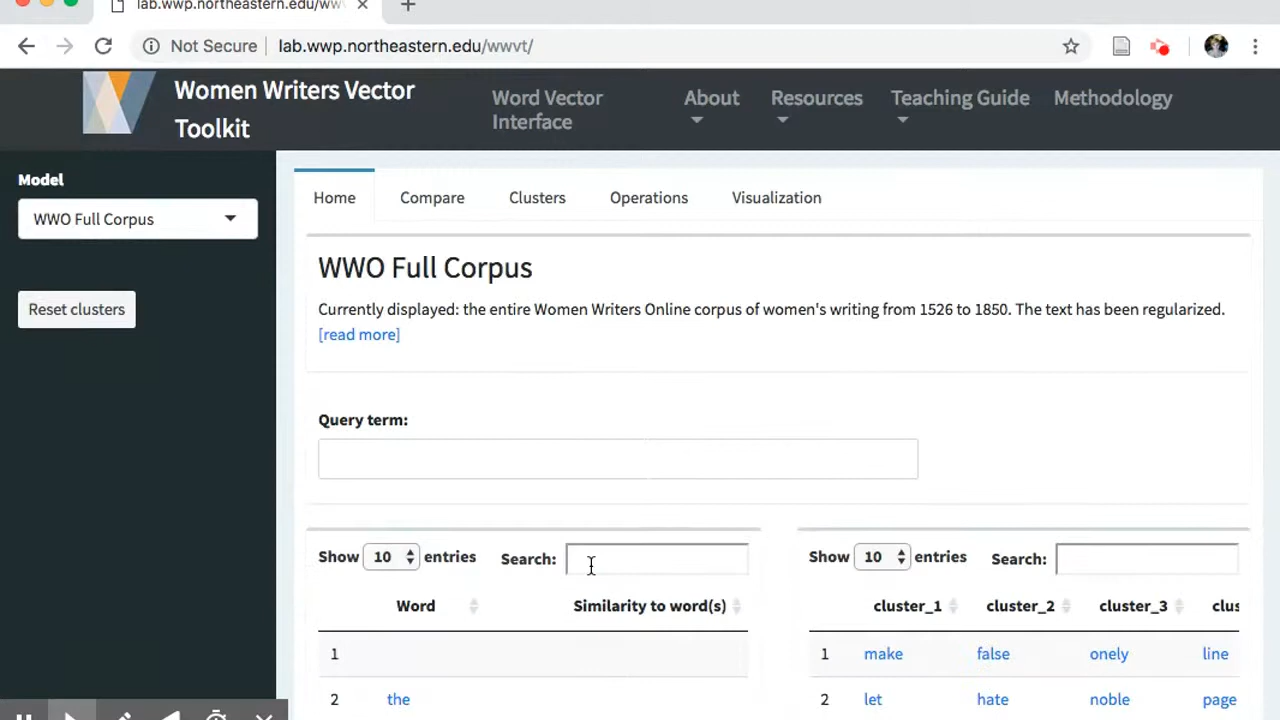 lab.wwp.northeastern.edu/wwv
Not Secure lab.wwp.northeastern.edu/wwvt/
Women Writers Vector
Toolkit
Word Vector
Interface
About
Resources
Teaching Guide
Methodology
Model
WWO Full Corpus
Reset clusters
Home Compare Clusters Operations Visualization
WWO Full Corpus
Currently displayed: the entire Women Writers Online corpus of women's writing from 1526 to 1850. The text has been regularized.
[read more]
Query term:
Show 10 entries Search:
Word Similarity to word(s)
1
2 the
Show 10 entries Search:
cluster_1 cluster_2 cluster_3 clus
1 make false onely line
2 let hate noble page